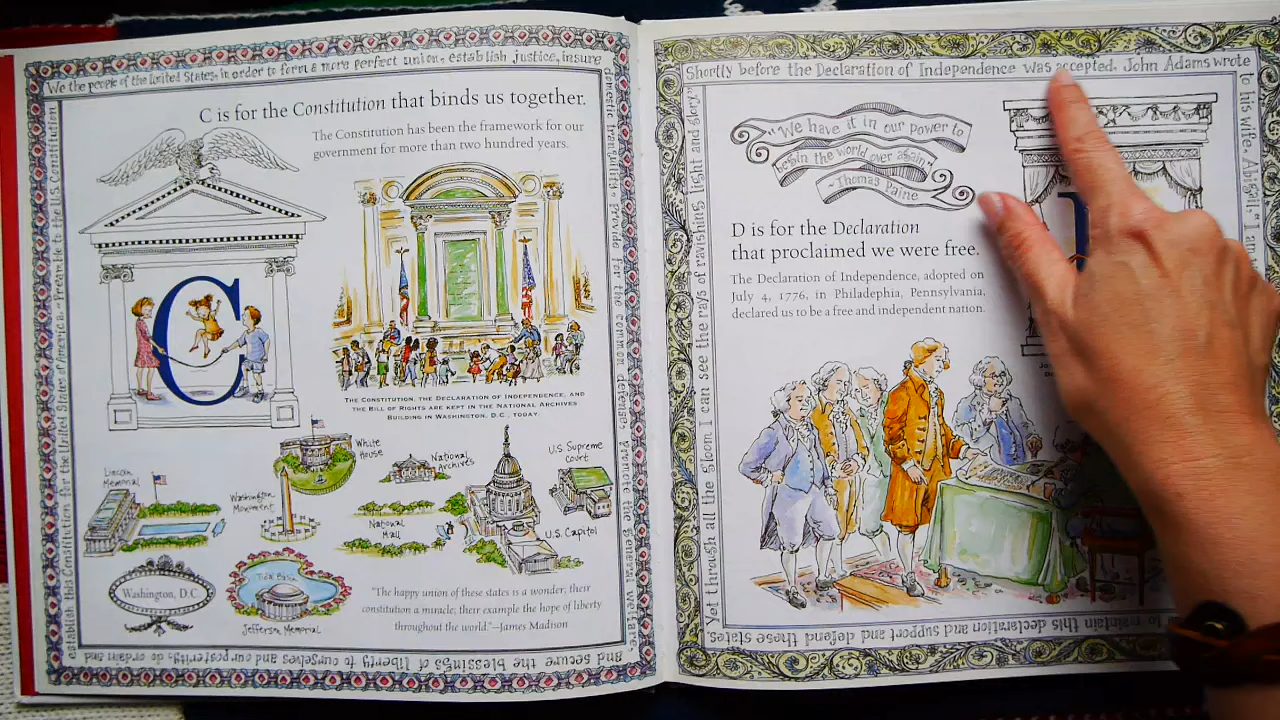 We the people of the United States, in order to form a more perfect union, establish justice, insure
domestic tranquility, provide for the common defense, promote the general welfare,
and secure the blessings of liberty to ourselves and our posterity, do ordain and
establish this Constitution for the United States of America. ~Preamble to the U.S. Constitution
C is for the Constitution that binds us together.
The Constitution has been the framework for our
government for more than two hundred years.
C
THE CONSTITUTION, THE DECLARATION OF INDEPENDENCE, AND
THE BILL OF RIGHTS ARE KEPT IN THE NATIONAL ARCHIVES
BUILDING IN WASHINGTON, D.C., TODAY.
Lincoln
Memorial
Washington
Monument
White
House
National
Archives
National
Mall
U.S. Supreme
Court
U.S. Capitol
Washington, D.C
Tidal Basin
Jefferson Memorial
"The happy union of these states is a wonder; their
constitution a miracle; their example the hope of liberty
throughout the world."—James Madison
Shortly before the Declaration of Independence was accepted, John Adams wrote
to his wife, Abigail, "I am
to maintain this declaration and support and defend these states.
Yet through all the gloom I can see the rays of ravishing light and glory."
"We have it in our power to
begin the world over again"
~Thomas Paine
D is for the Declaration
that proclaimed we were free.
The Declaration of Independence, adopted on
July 4, 1776, in Philadephia, Pennsylvania,
declared us to be a free and independent nation.